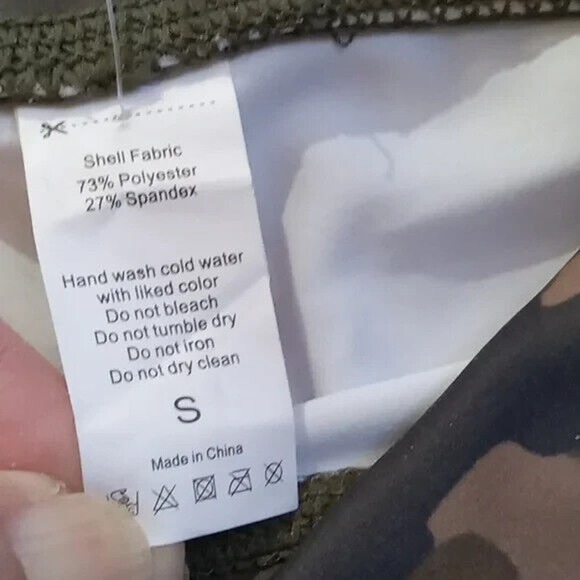 Shell Fabric
73% Polyester
27% Spandex
Hand wash cold water
with liked color
Do not bleach
Do not tumble dry
Do not iron
Do not dry clean
S
Made in China